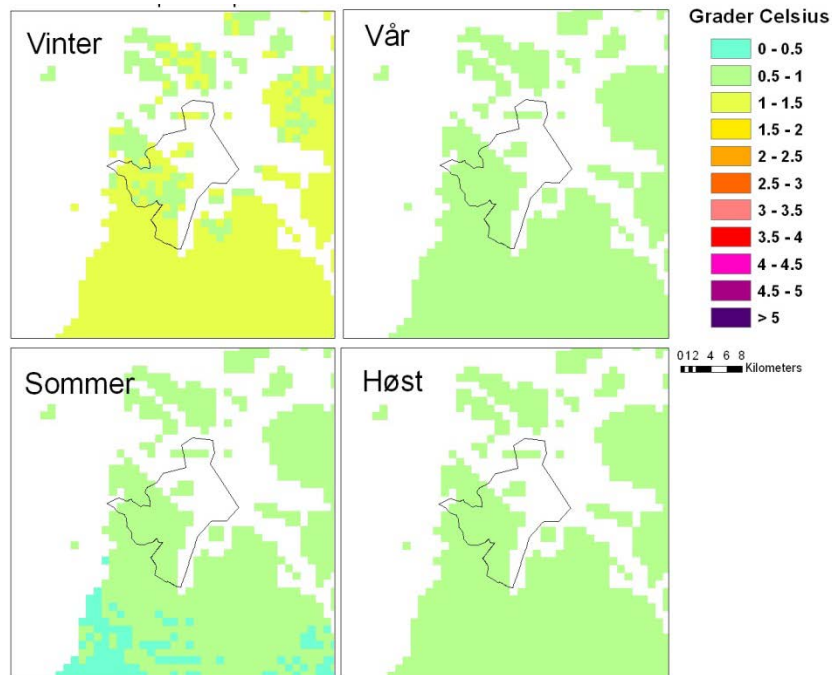 Vinter
Vår
Grader Celsius
0 - 0.5
0.5 - 1
1 - 1.5
1.5 - 2
2 - 2.5
2.5 - 3
3 - 3.5
3.5 - 4
4 - 4.5
4.5 - 5
> 5
Sommer
Høst
0 1 2 4 6 8
Kilometers